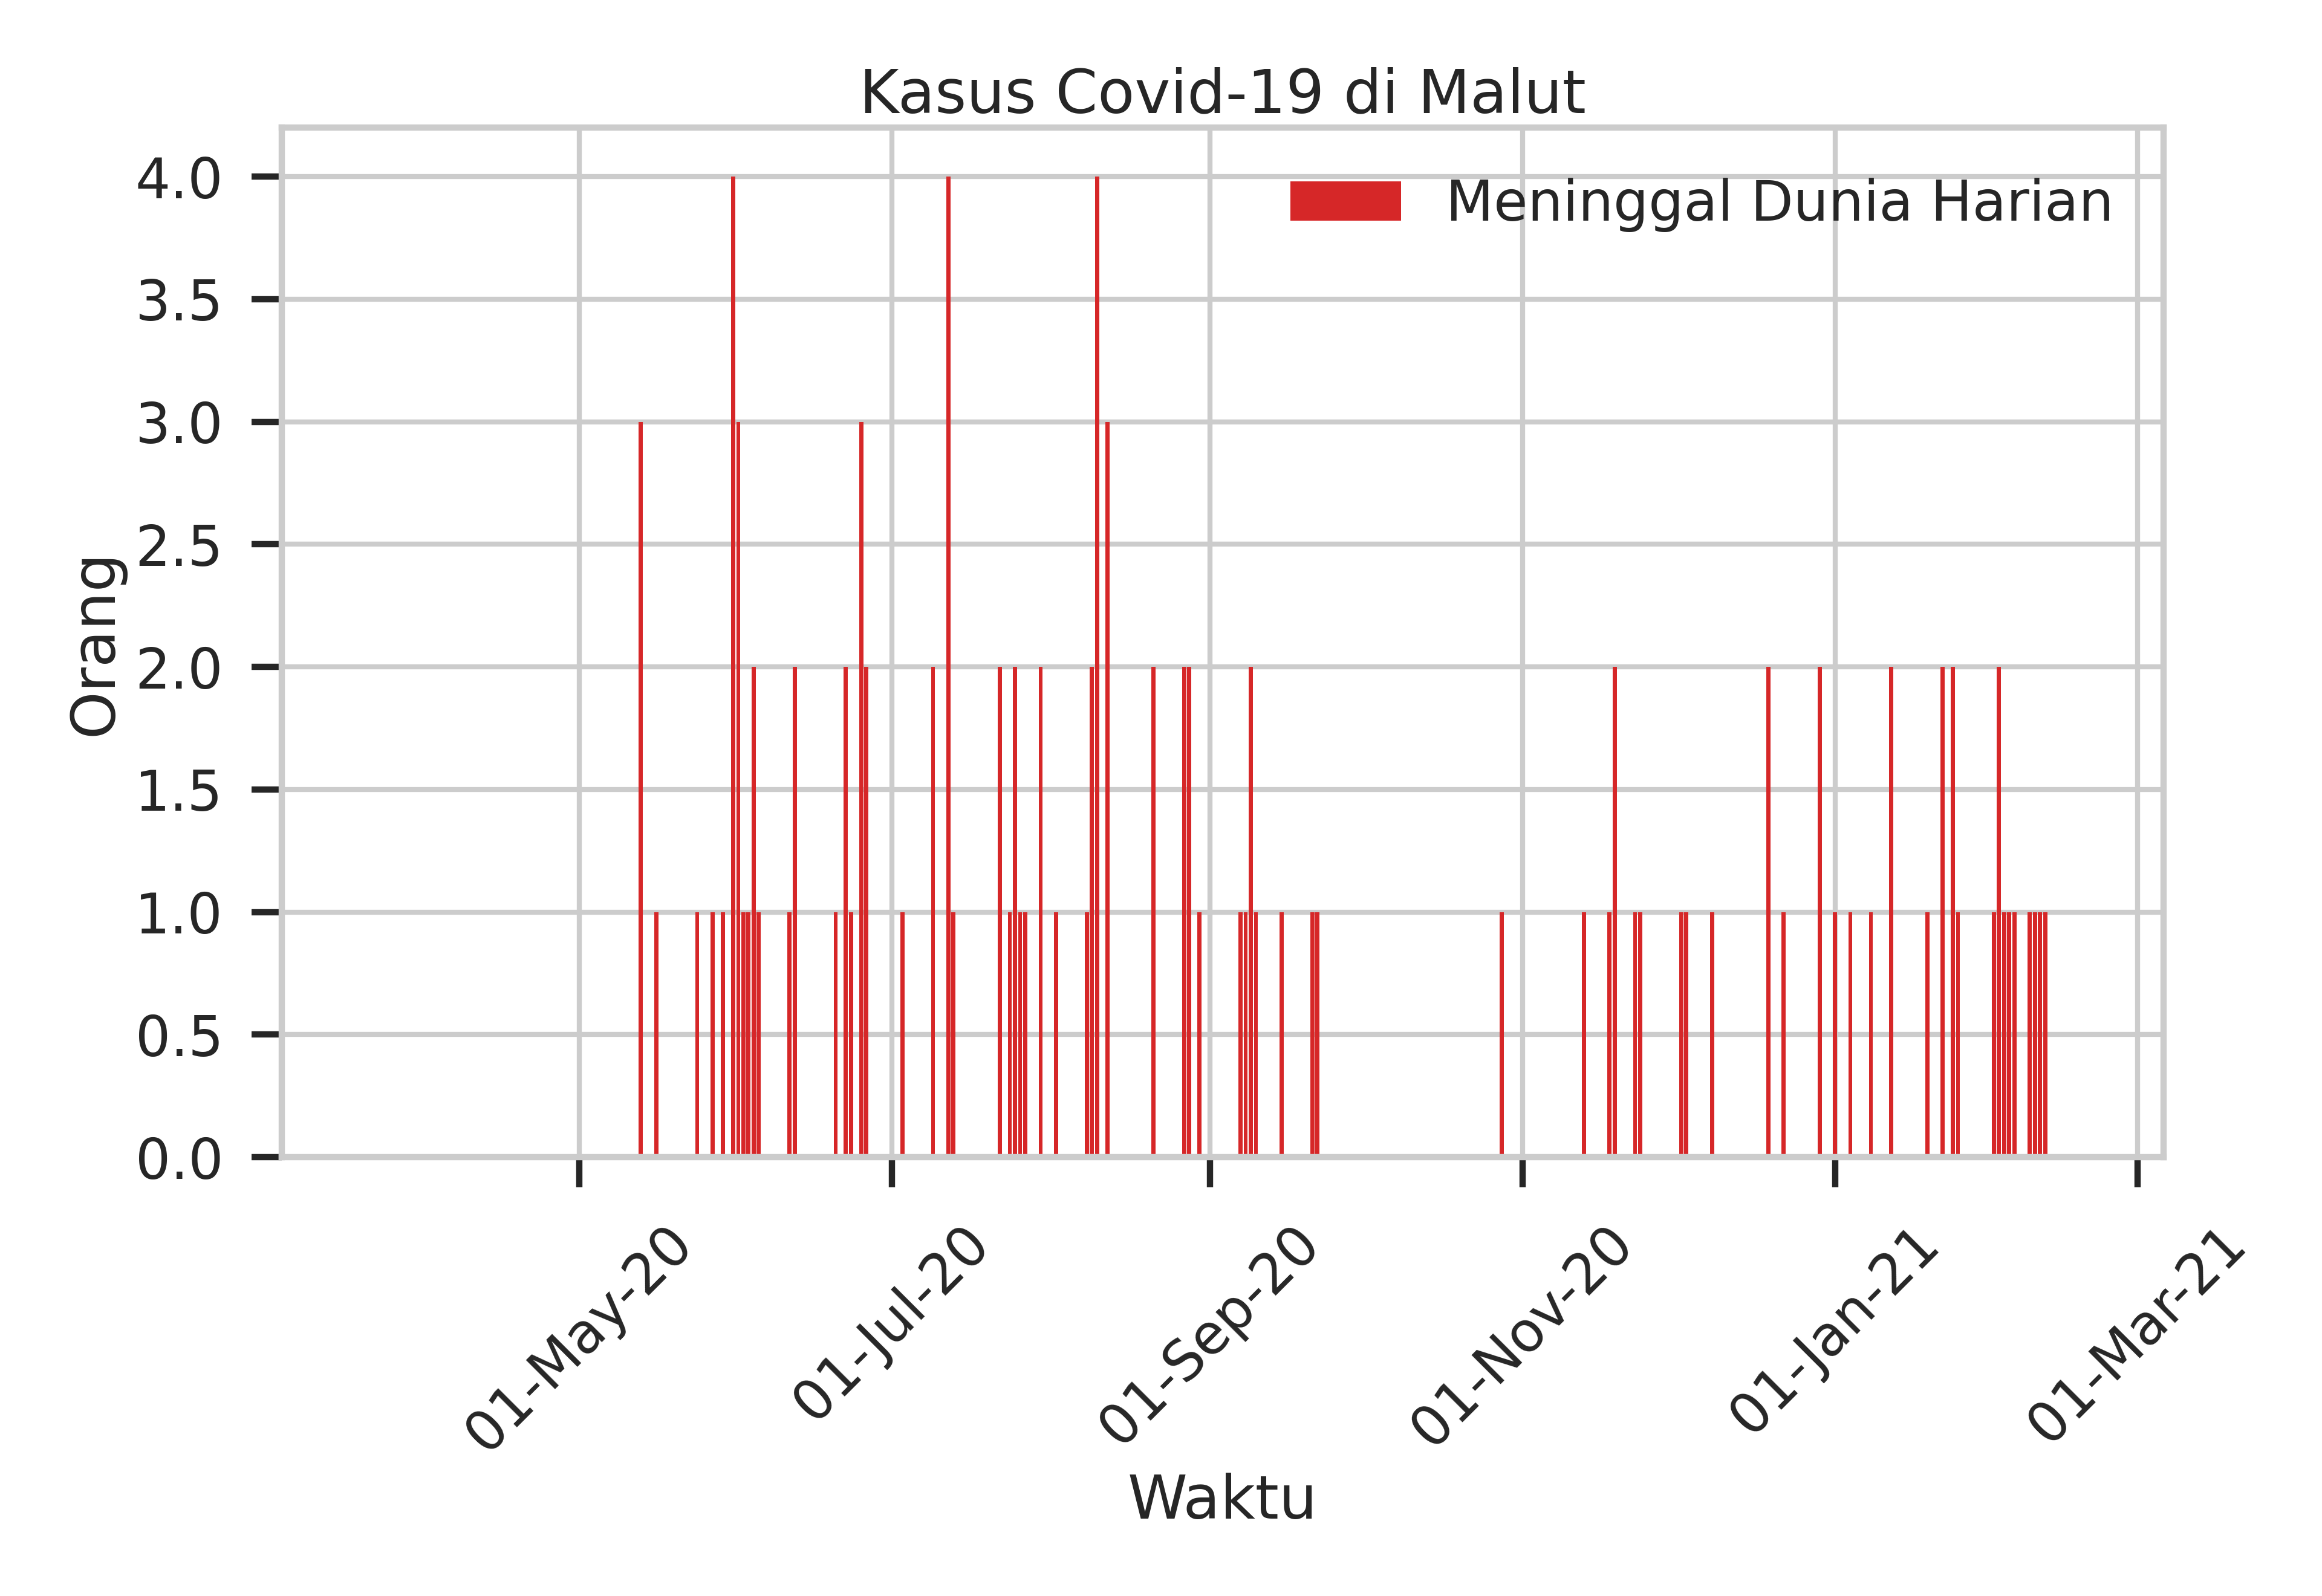 Kasus Covid-19 di Malut
Meninggal Dunia Harian
Orang
4.0
3.5
3.0
2.5
2.0
1.5
1.0
0.5
0.0
01-May-20
01-Jul-20
01-Sep-20
01-Nov-20
01-Jan-21
01-Mar-21
Waktu